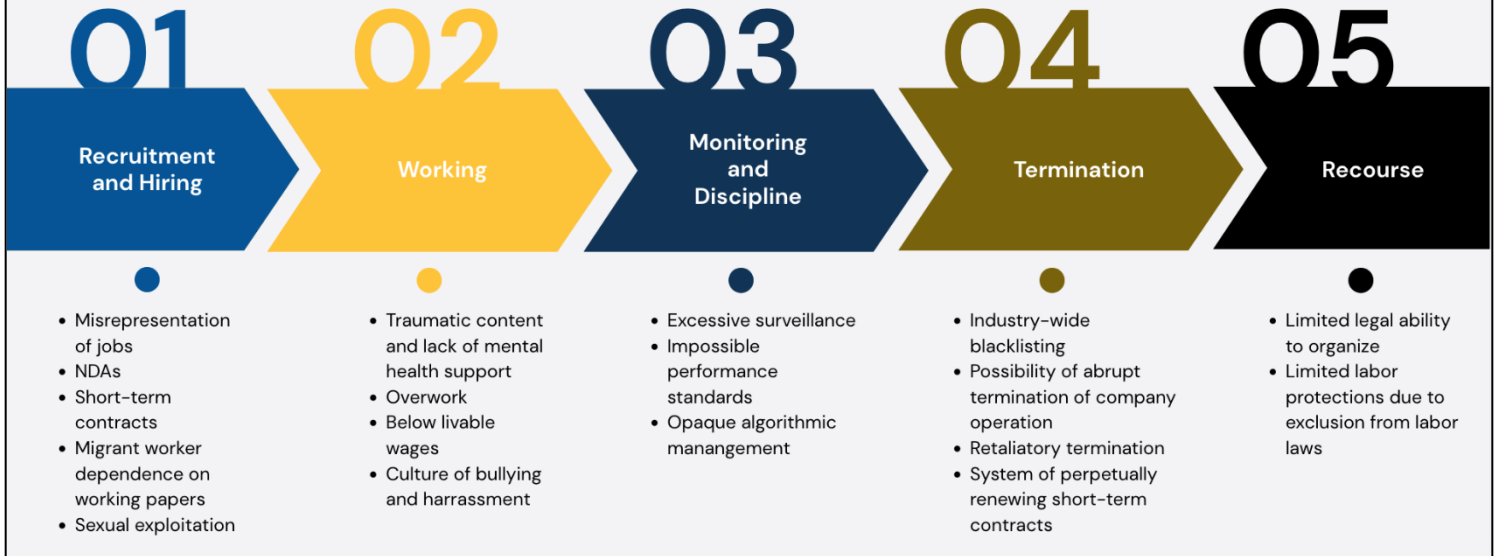 01
Recruitment
and Hiring
• Misrepresentation
of jobs
• NDAs
• Short-term
contracts
• Migrant worker
dependence on
working papers
• Sexual exploitation
02
Working
• Traumatic content
and lack of mental
health support
• Overwork
• Below livable
wages
• Culture of bullying
and harrassment
03
Monitoring
and
Discipline
• Excessive surveillance
• Impossible
performance
standards
• Opaque algorithmic
manangement
04
Termination
• Industry-wide
blacklisting
• Possibility of abrupt
termination of company
operation
• Retaliatory termination
• System of perpetually
renewing short-term
contracts
05
Recourse
• Limited legal ability
to organize
• Limited labor
protections due to
exclusion from labor
laws